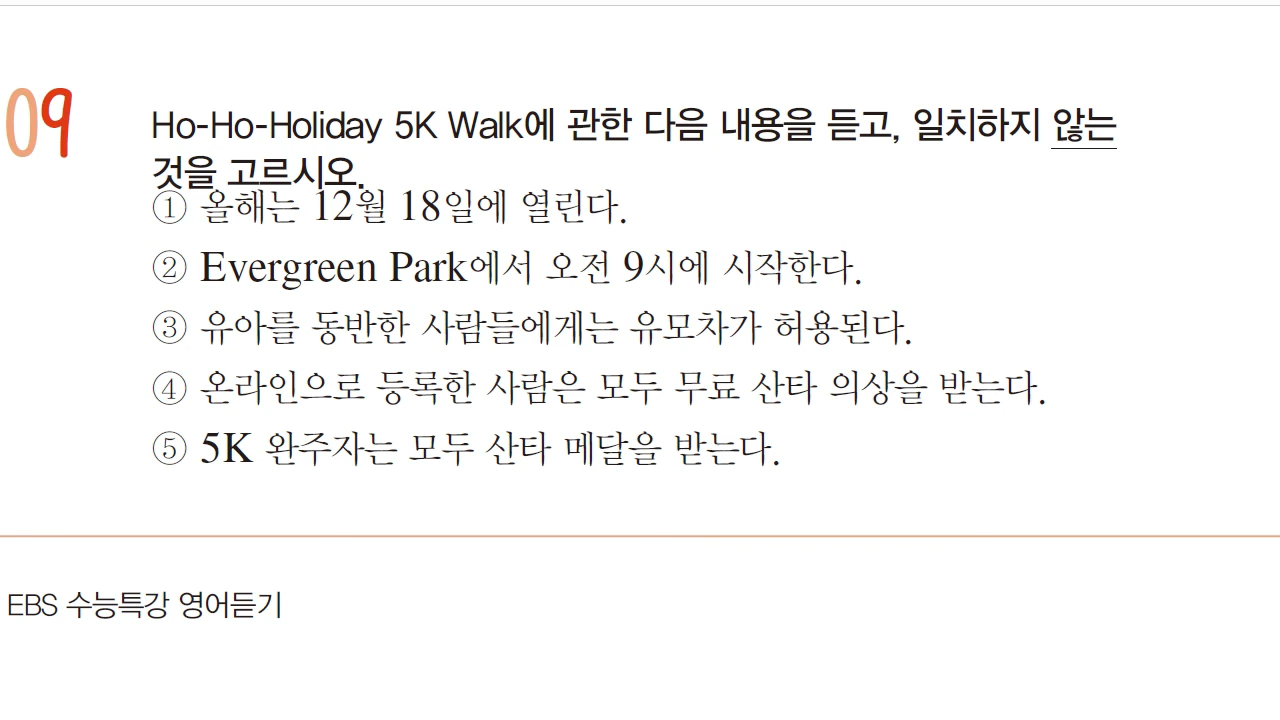 09
Ho-Ho-Holiday 5K Walk에 관한 다음 내용을 듣고, 일치하지 않는
것을 고르시오.
① 올해는 12월 18일에 열린다.
② Evergreen Park에서 오전 9시에 시작한다.
③ 유아를 동반한 사람들에게는 유모차가 허용된다.
④ 온라인으로 등록한 사람은 모두 무료 산타 의상을 받는다.
⑤ 5K 완주자는 모두 산타 메달을 받는다.
EBS 수능특강 영어듣기